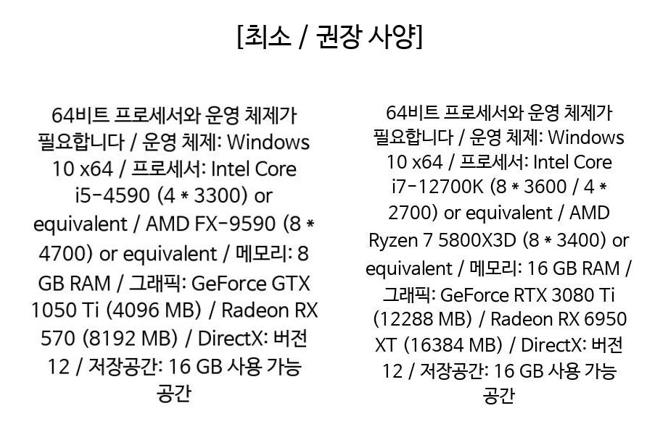 [최소 / 권장 사양]
64비트 프로세서와 운영 체제가
필요합니다 / 운영 체제: Windows
10 x64 / 프로세서: Intel Core
i5-4590 (4 * 3300) or
equivalent / AMD FX-9590 (8 *
4700) or equivalent / 메모리: 8
GB RAM / 그래픽: GeForce GTX
1050 Ti (4096 MB) / Radeon RX
570 (8192 MB) / DirectX: 버전
12 / 저장공간: 16 GB 사용 가능
공간
64비트 프로세서와 운영 체제가
필요합니다 / 운영 체제: Windows
10 x64 / 프로세서: Intel Core
i7-12700K (8 * 3600 / 4 *
2700) or equivalent / AMD
Ryzen 7 5800X3D (8 * 3400) or
equivalent / 메모리: 16 GB RAM /
그래픽: GeForce RTX 3080 Ti
(12288 MB) / Radeon RX 6950
XT (16384 MB) / DirectX: 버전
12 / 저장공간: 16 GB 사용 가능
공간